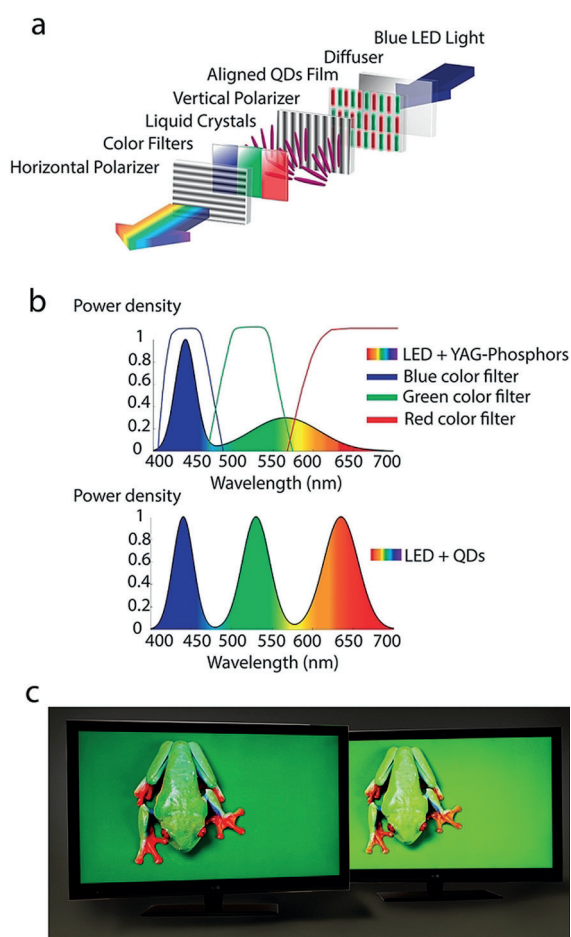 a
Blue LED Light
Diffuser
Aligned QDs Film
Vertical Polarizer
Liquid Crystals
Color Filters
Horizontal Polarizer
b
Power density
1
0.8
0.6
0.4
0.2
0
400 450 500 550 600 650 700
Wavelength (nm)
LED + YAG-Phosphors
Blue color filter
Green color filter
Red color filter
Power density
1
0.8
0.6
0.4
0.2
0
400 450 500 550 600 650 700
Wavelength (nm)
LED + QDs
c